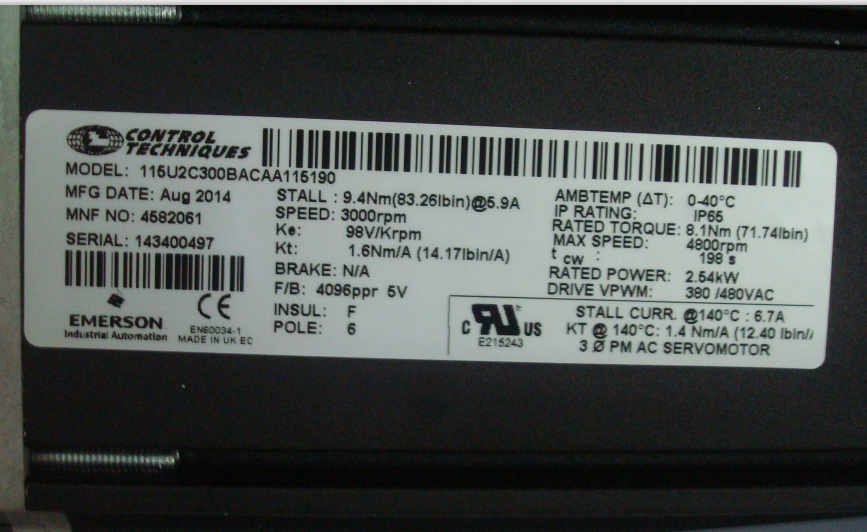 CONTROL
TECHNIQUES
MODEL: 115U2C300BACAA115190
MFG DATE: Aug 2014
MNF NO: 4582061
SERIAL: 143400497
EMERSON
Industrial Automation
CE
EN60034-1
MADE IN UK EC
STALL : 9.4Nm(83.26lbin)@5.9A
SPEED: 3000rpm
Ke: 98V/Krpm
Kt: 1.6Nm/A (14.17lbin/A)
BRAKE: N/A
F/B: 4096ppr 5V
INSUL: F
POLE: 6
AMBTEMP (ΔT): 0-40°C
IP RATING: IP65
RATED TORQUE: 8.1Nm (71.74lbin)
MAX SPEED: 4800rpm
t cw : 198 s
RATED POWER: 2.54kW
DRIVE VPWM: 380 /480VAC
C RU US
E215243
STALL CURR. @140°C : 6.7A
KT @ 140°C: 1.4 Nm/A (12.40 lbin/
3 Ø PM AC SERVOMOTOR